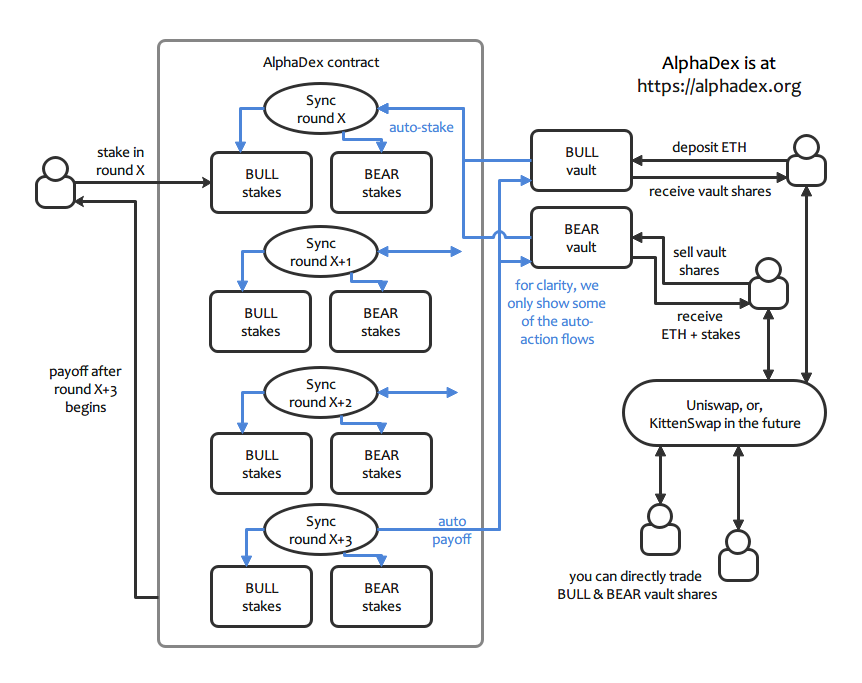 AlphaDex contract
AlphaDex is at
https://alphadex.org
Sync
round X
auto-stake
stake in
round X
BULL
stakes
BEAR
stakes
BULL
vault
deposit ETH
receive vault shares
BEAR
vault
sell vault
shares
receive
ETH + stakes
for clarity, we
only show some
of the auto-
action flows
Sync
round X+1
BULL
stakes
BEAR
stakes
payoff after
round X+3
begins
Sync
round X+2
BULL
stakes
BEAR
stakes
Uniswap, or,
KittenSwap in the future
Sync
round X+3
auto
payoff
BULL
stakes
BEAR
stakes
you can directly trade
BULL & BEAR vault shares